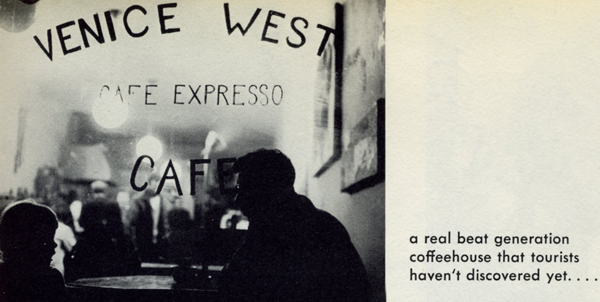 VENICE WEST
CAFE EXPRESSO
CAFE
a real beat generation
coffeehouse that tourists
haven't discovered yet. . . .